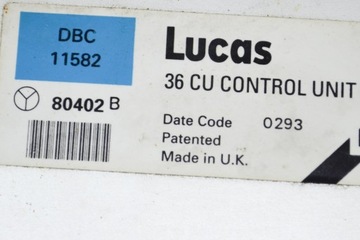 DBC
11582
80402 B
Lucas
36 CU CONTROL UNIT
Date Code 0293
Patented
Made in U.K.